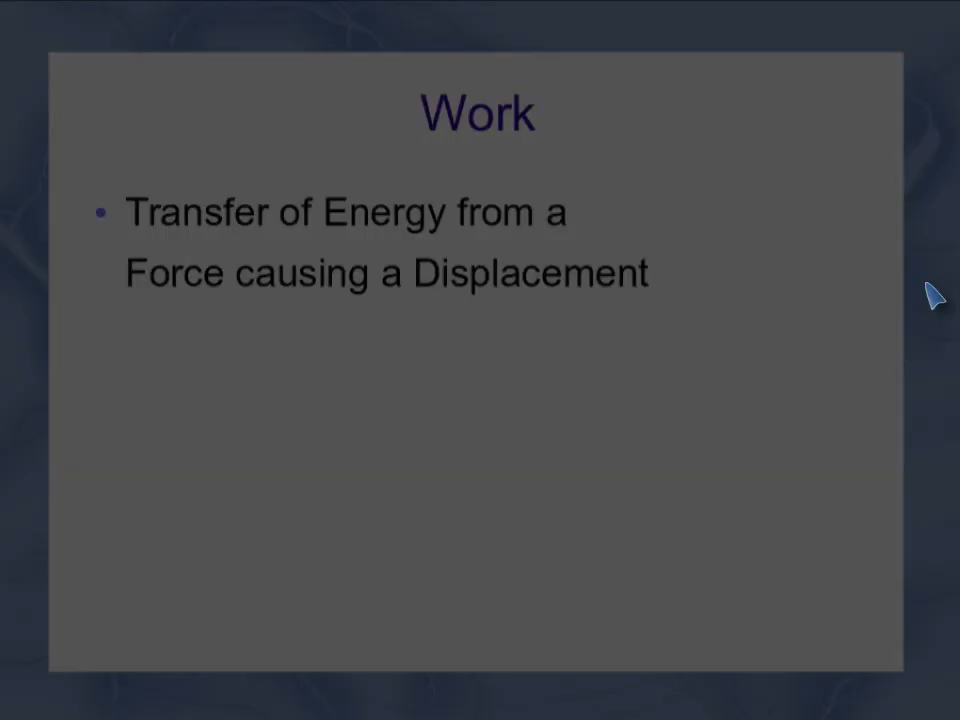 Work
• Transfer of Energy from a
Force causing a Displacement